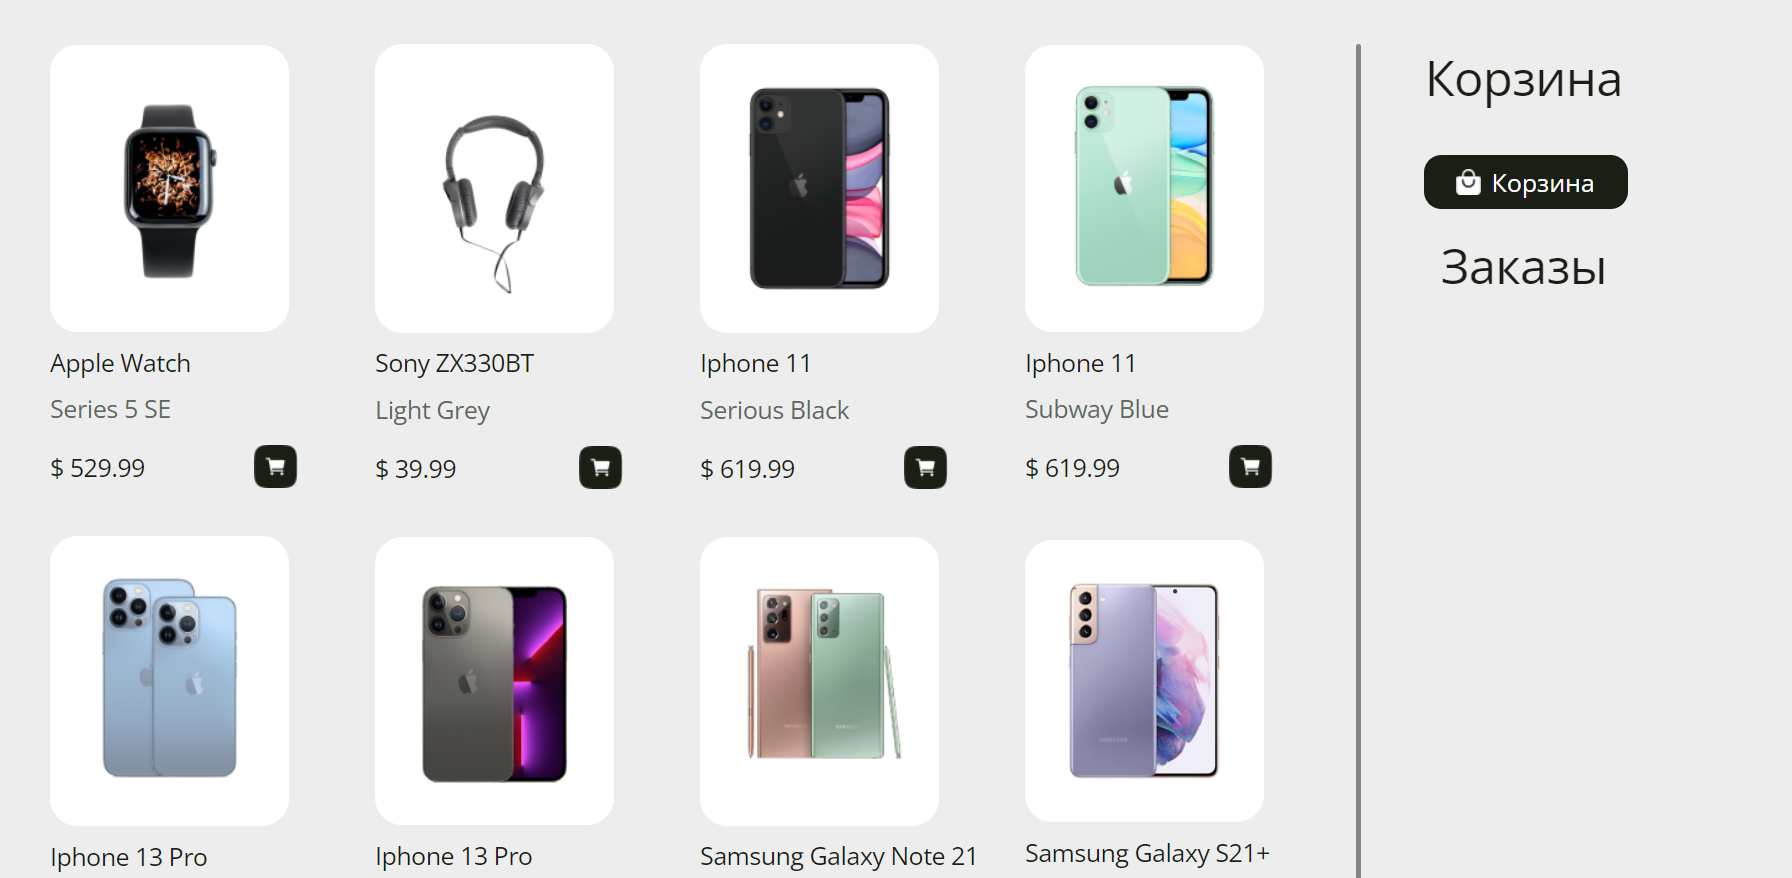 Apple Watch
Series 5 SE
$ 529.99
Sony ZX330BT
Light Grey
$ 39.99
Iphone 11
Serious Black
$ 619.99
Iphone 11
Subway Blue
$ 619.99
Iphone 13 Pro
Iphone 13 Pro
Samsung Galaxy Note 21
Samsung Galaxy S21+
Корзина
Корзина
Заказы